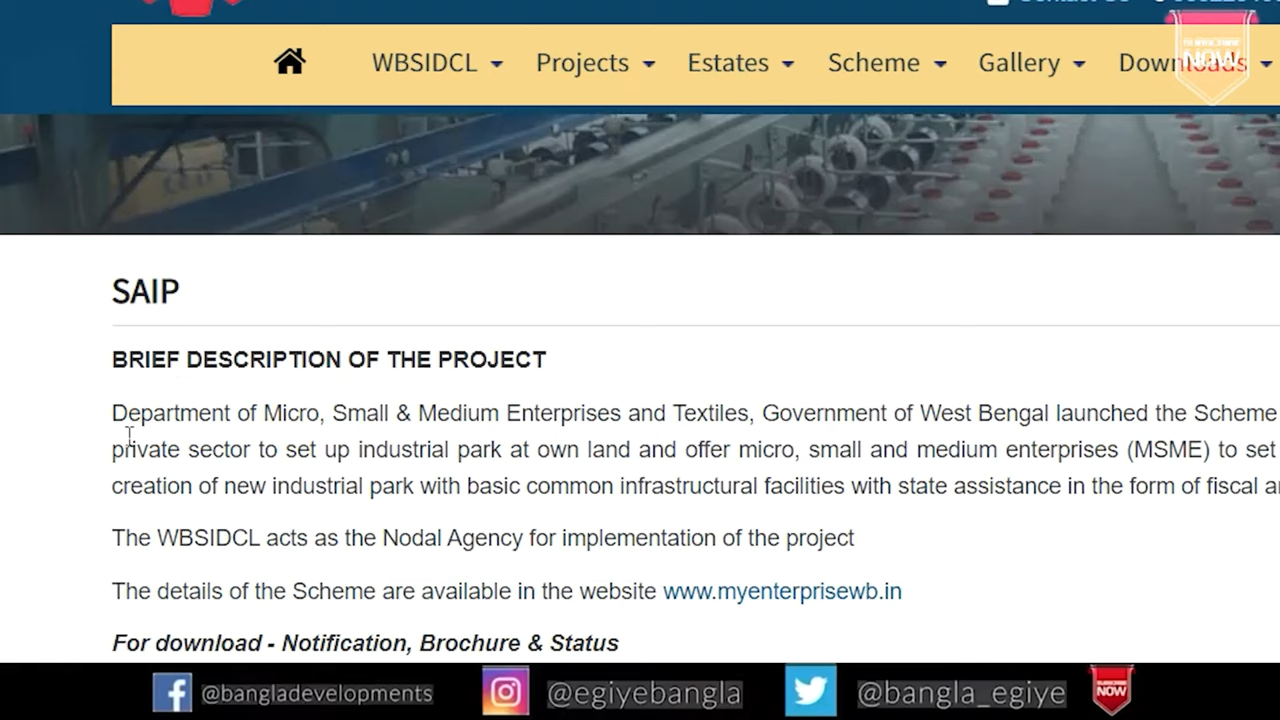 WBSIDCL Projects Estates Scheme Gallery Downloads
NOW
SAIP
BRIEF DESCRIPTION OF THE PROJECT
Department of Micro, Small & Medium Enterprises and Textiles, Government of West Bengal launched the Scheme
private sector to set up industrial park at own land and offer micro, small and medium enterprises (MSME) to set
creation of new industrial park with basic common infrastructural facilities with state assistance in the form of fiscal
The WBSIDCL acts as the Nodal Agency for implementation of the project
The details of the Scheme are available in the website www.myenterprisewb.in
For download - Notification, Brochure & Status
@bangladevelopments @egiyebangla @bangla_egiye NOW